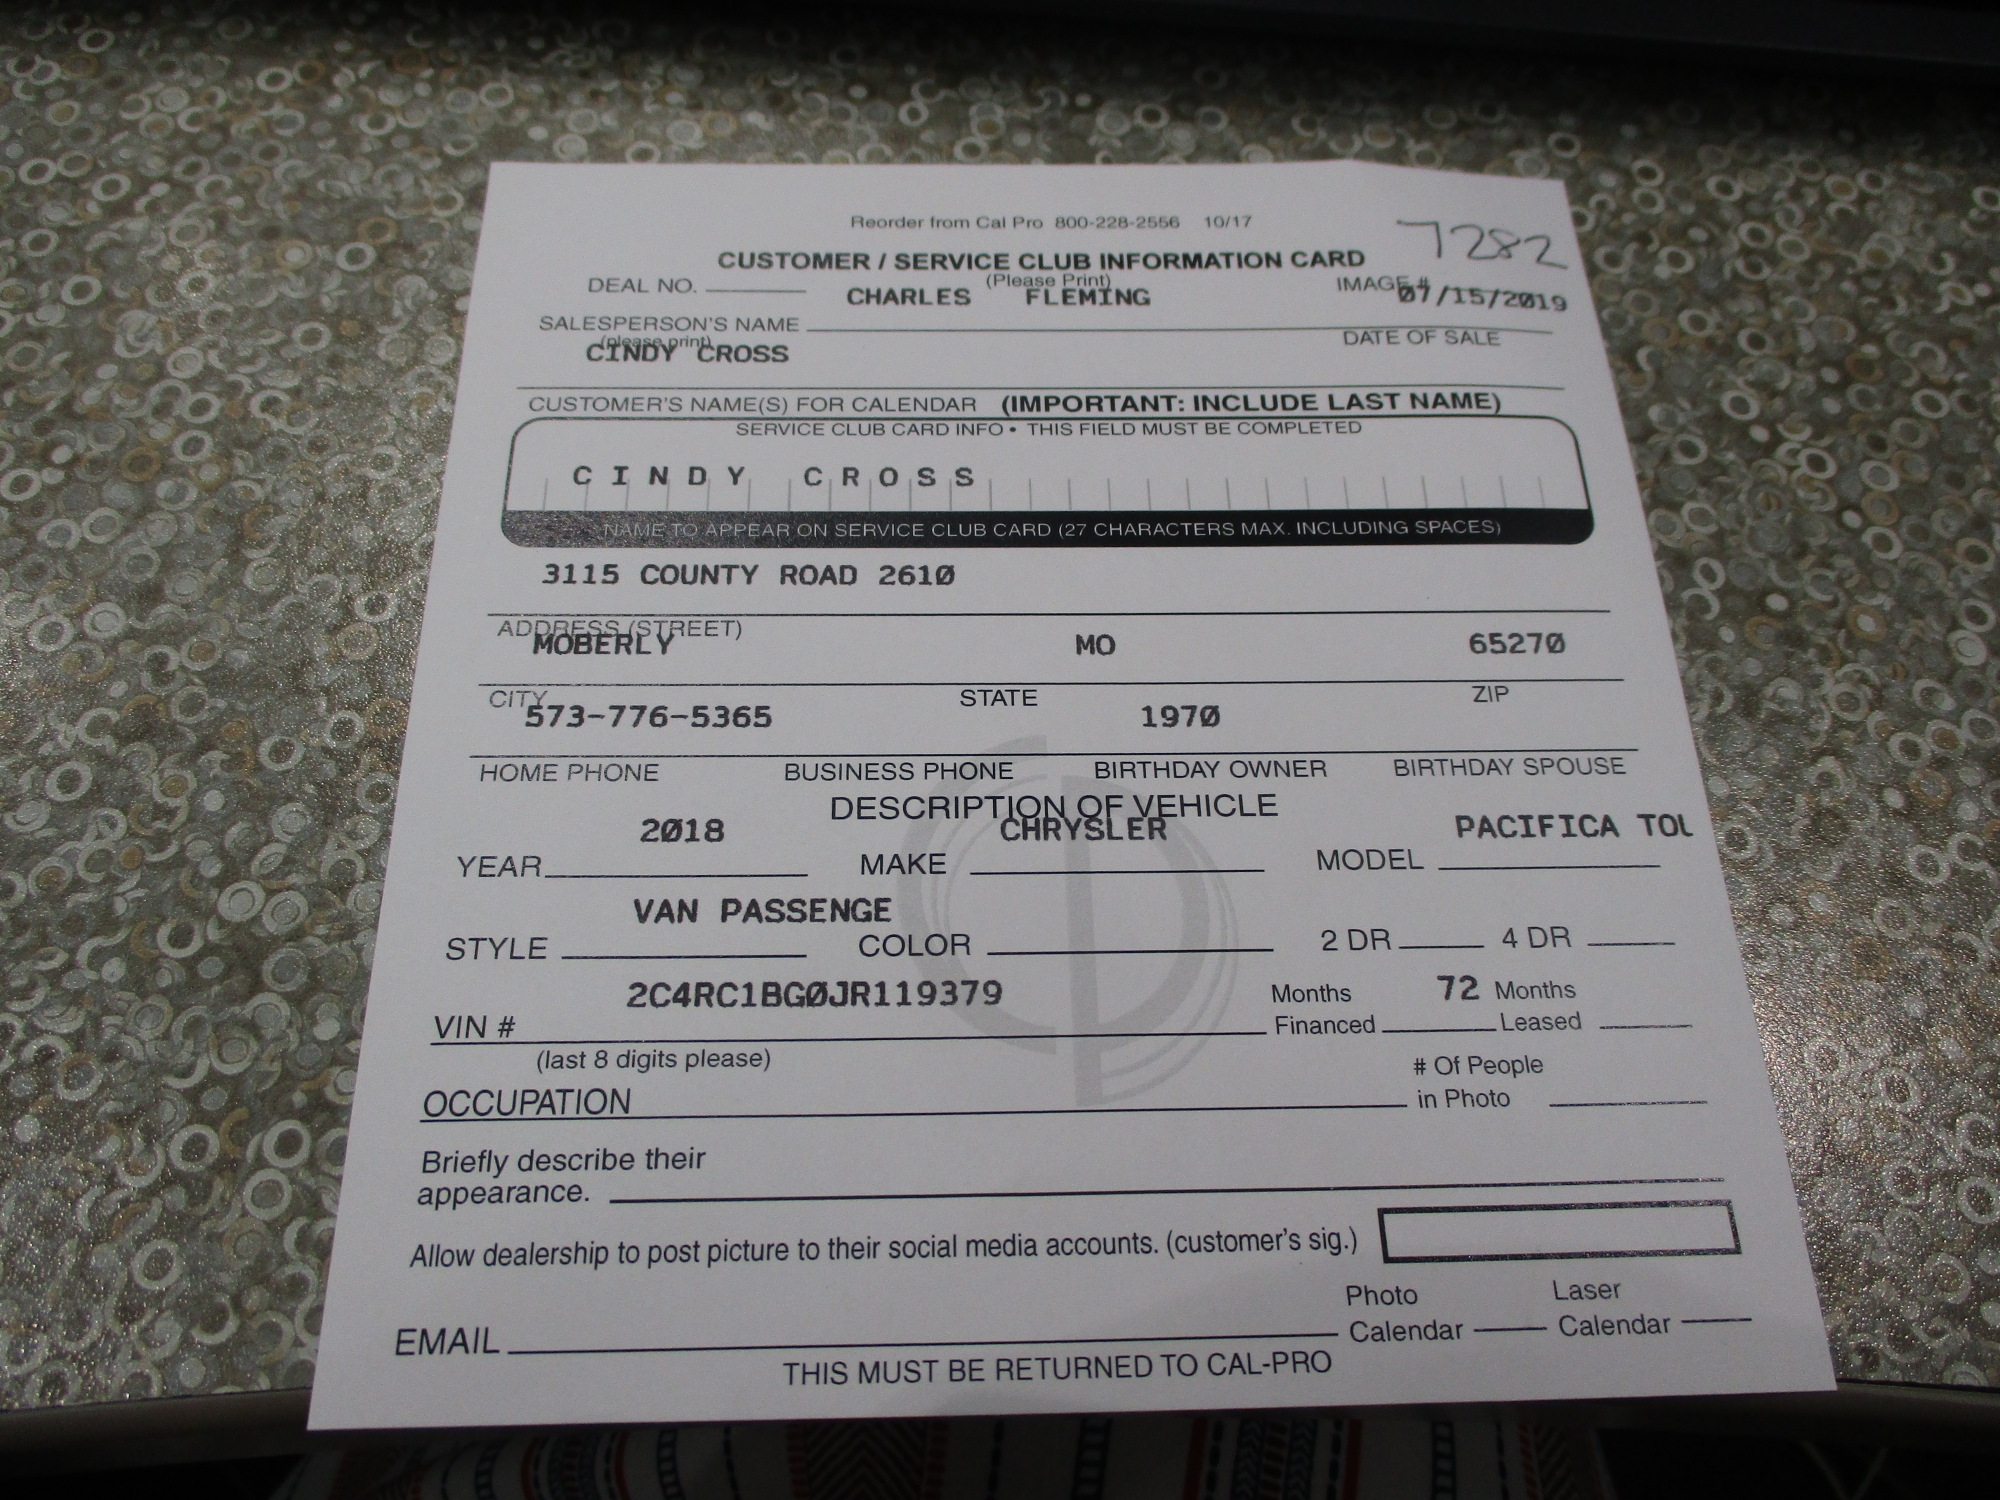 Reorder from Cal Pro 800-228-2556 10/17
7282
CUSTOMER / SERVICE CLUB INFORMATION CARD
(Please Print)
DEAL NO. IMAGE #
CHARLES FLEMING 07/15/2019
SALESPERSON'S NAME DATE OF SALE
(please print)
CINDY CROSS
CUSTOMER'S NAME(S) FOR CALENDAR (IMPORTANT: INCLUDE LAST NAME)
SERVICE CLUB CARD INFO • THIS FIELD MUST BE COMPLETED
CINDY CROSS
NAME TO APPEAR ON SERVICE CLUB CARD (27 CHARACTERS MAX. INCLUDING SPACES)
3115 COUNTY ROAD 2610
ADDRESS (STREET)
MOBERLY MO 65270
CITY STATE ZIP
573-776-5365 1970
HOME PHONE BUSINESS PHONE BIRTHDAY OWNER BIRTHDAY SPOUSE
DESCRIPTION OF VEHICLE
2018 CHRYSLER PACIFICA TOU
YEAR MAKE MODEL
VAN PASSENGE
STYLE COLOR 2 DR 4 DR
2C4RC1BG0JR119379 Months 72 Months
VIN # Financed Leased
(last 8 digits please) # Of People
OCCUPATION in Photo
Briefly describe their
appearance.
Allow dealership to post picture to their social media accounts. (customer's sig.)
Photo Laser
EMAIL Calendar Calendar
THIS MUST BE RETURNED TO CAL-PRO